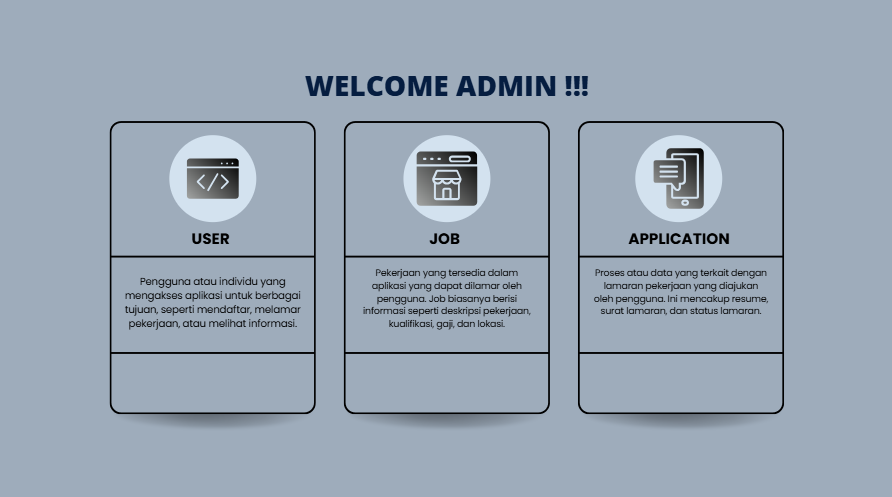 WELCOME ADMIN !!!
USER
Pengguna atau individu yang
mengakses aplikasi untuk berbagai
tujuan, seperti mendaftar, melamar
pekerjaan, atau melihat informasi.
JOB
Pekerjaan yang tersedia dalam
aplikasi yang dapat dilamar oleh
pengguna. Job biasanya berisi
informasi seperti deskripsi pekerjaan,
kualifikasi, gaji, dan lokasi.
APPLICATION
Proses atau data yang terkait dengan
lamaran pekerjaan yang diajukan
oleh pengguna. Ini mencakup resume,
surat lamaran, dan status lamaran.